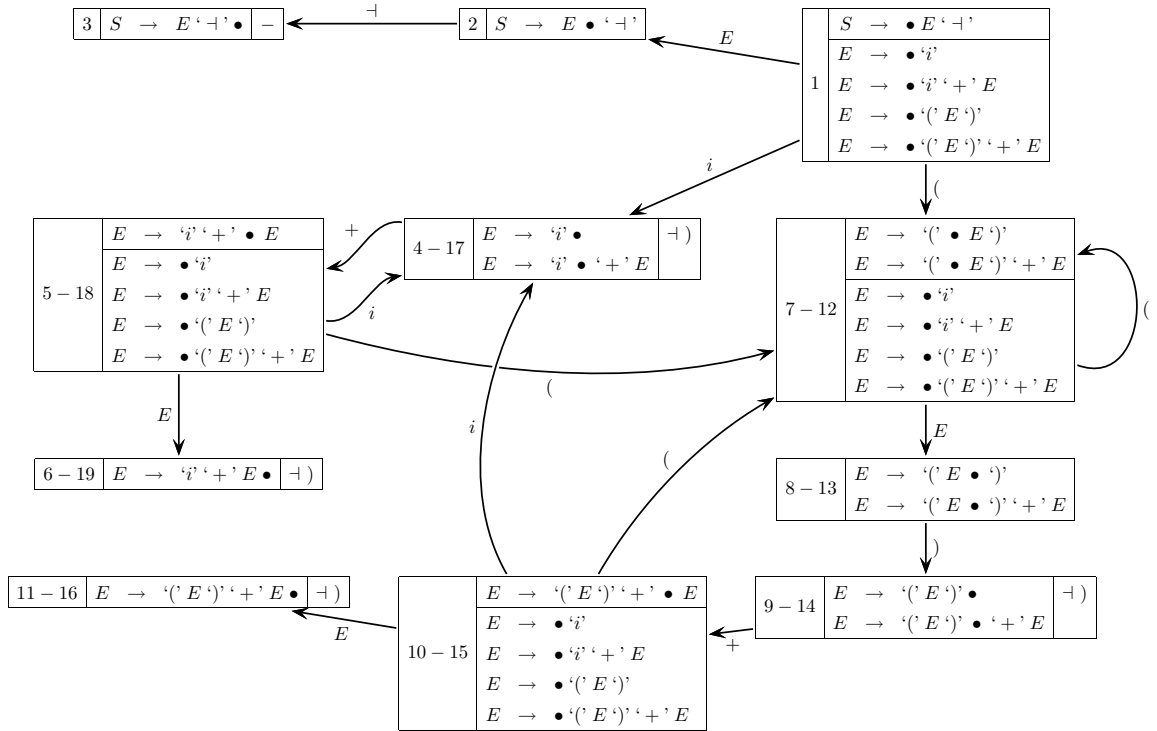 3 S → E ‘⊣’ • −
⊣
2 S → E • ‘⊣’
E
1
S → • E ‘⊣’
E → • ‘i’
E → • ‘i’ ‘+’ E
E → • ‘(’ E ‘)’
E → • ‘(’ E ‘)’ ‘+’ E
i
(
5 − 18
E → ‘i’ ‘+’ • E
E → • ‘i’
E → • ‘i’ ‘+’ E
E → • ‘(’ E ‘)’
E → • ‘(’ E ‘)’ ‘+’ E
+
i
4 − 17
E → ‘i’ • ⊣ )
E → ‘i’ • ‘+’ E
7 − 12
E → ‘(’ • E ‘)’
E → ‘(’ • E ‘)’ ‘+’ E
E → • ‘i’
E → • ‘i’ ‘+’ E
E → • ‘(’ E ‘)’
E → • ‘(’ E ‘)’ ‘+’ E
(
(
E
i
(
E
6 − 19 E → ‘i’ ‘+’ E • ⊣ )
8 − 13
E → ‘(’ E • ‘)’
E → ‘(’ E • ‘)’ ‘+’ E
)
11 − 16 E → ‘(’ E ‘)’ ‘+’ E • ⊣ )
E
10 − 15
E → ‘(’ E ‘)’ ‘+’ • E
E → • ‘i’
E → • ‘i’ ‘+’ E
E → • ‘(’ E ‘)’
E → • ‘(’ E ‘)’ ‘+’ E
+
9 − 14
E → ‘(’ E ‘)’ • ⊣ )
E → ‘(’ E ‘)’ • ‘+’ E